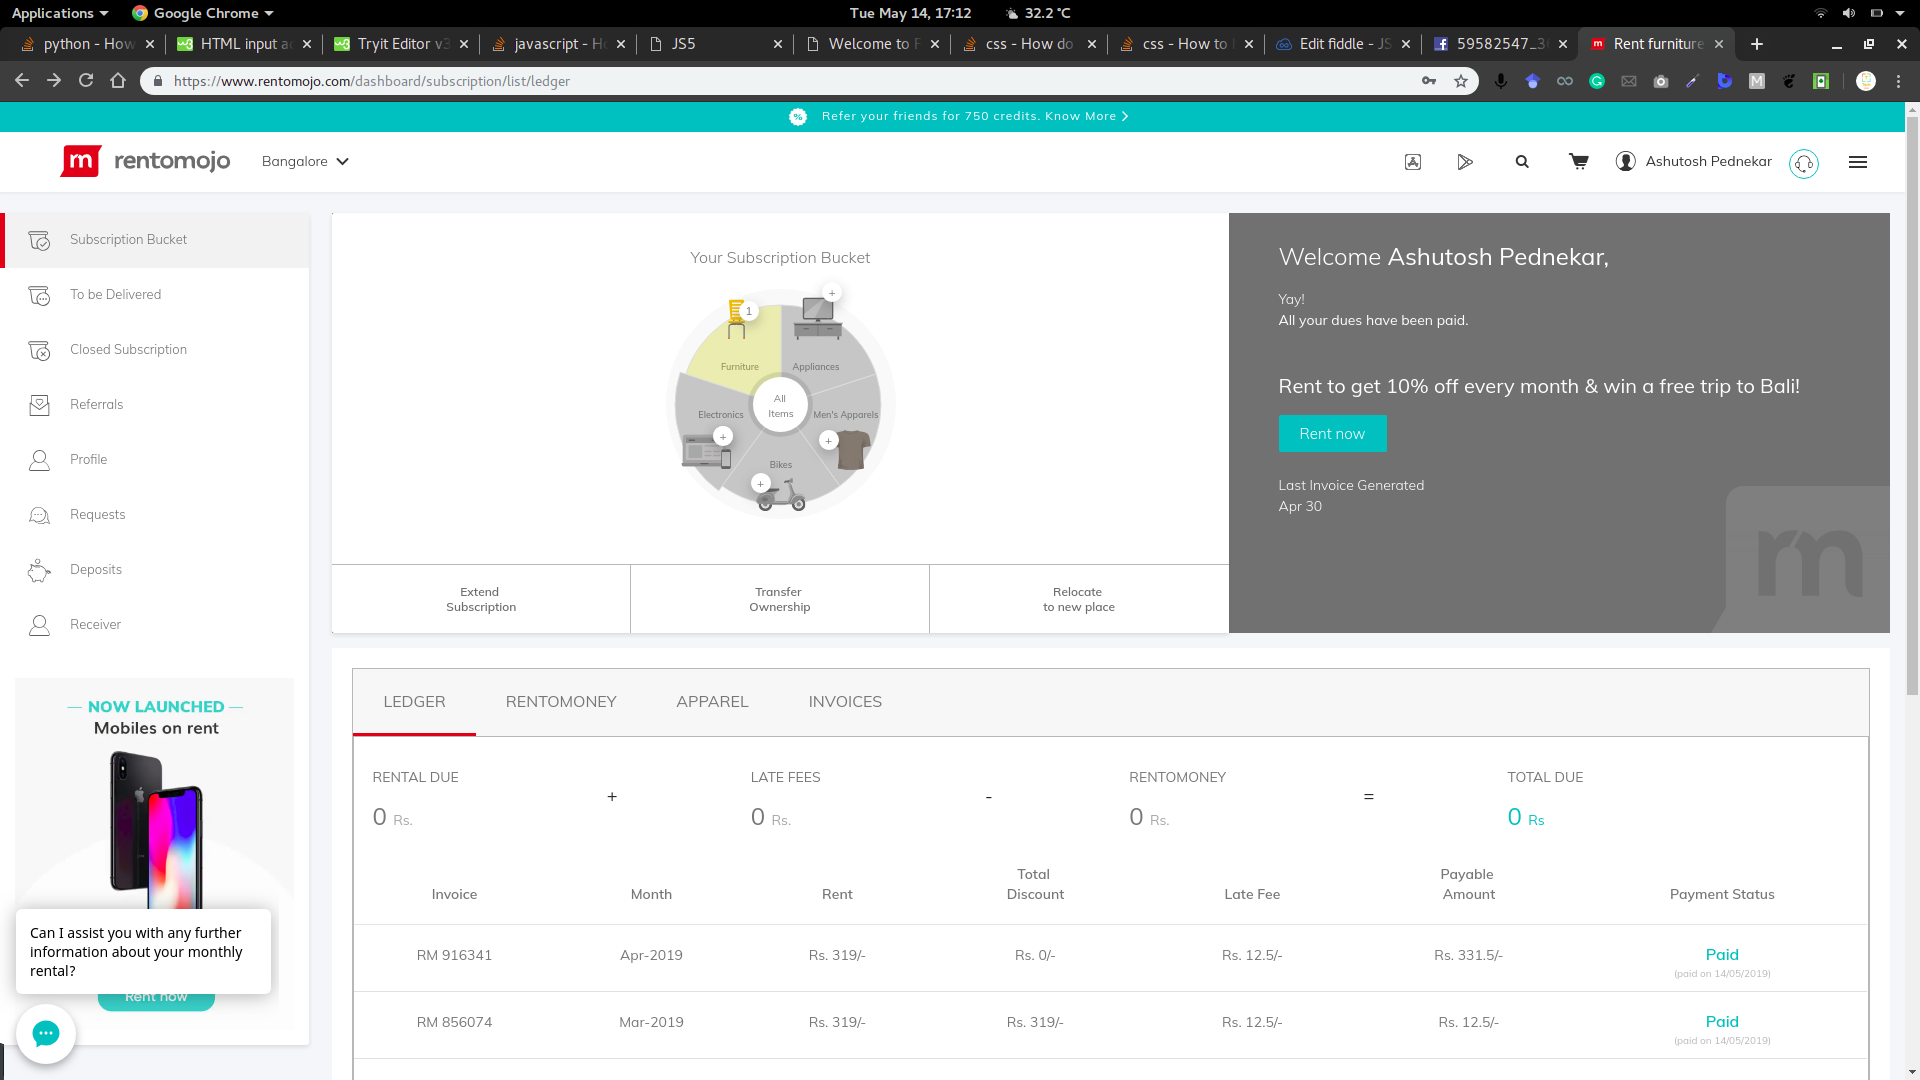 Applications
Google Chrome
Tue May 14, 17:12
32.2 °C
python - How
HTML input a
Tryit Editor v3
javascript - H
JS5
Welcome to F
css - How do
css - How to
Edit fiddle - JS
59582547_3
Rent furniture
https://www.rentomojo.com/dashboard/subscription/list/ledger
Refer your friends for 750 credits. Know More
rentomojo
Bangalore
Ashutosh Pednekar
Subscription Bucket
To be Delivered
Closed Subscription
Referrals
Profile
Requests
Deposits
Receiver
NOW LAUNCHED
Mobiles on rent
Can I assist you with any further
information about your monthly
rental?
Rent now
Your Subscription Bucket
1
+
Furniture
Appliances
All
Items
Electronics
Men's Apparels
+
+
Bikes
+
Extend
Subscription
Transfer
Ownership
Relocate
to new place
Welcome Ashutosh Pednekar,
Yay!
All your dues have been paid.
Rent to get 10% off every month & win a free trip to Bali!
Rent now
Last Invoice Generated
Apr 30
LEDGER RENTOMONEY APPAREL INVOICES
RENTAL DUE + LATE FEES - RENTOMONEY = TOTAL DUE
0 Rs. 0 Rs. 0 Rs. 0 Rs
Invoice Month Rent Total Discount Late Fee Payable Amount Payment Status
RM 916341 Apr-2019 Rs. 319/- Rs. 0/- Rs. 12.5/- Rs. 331.5/- Paid
(paid on 14/05/2019)
RM 856074 Mar-2019 Rs. 319/- Rs. 319/- Rs. 12.5/- Rs. 12.5/- Paid
(paid on 14/05/2019)